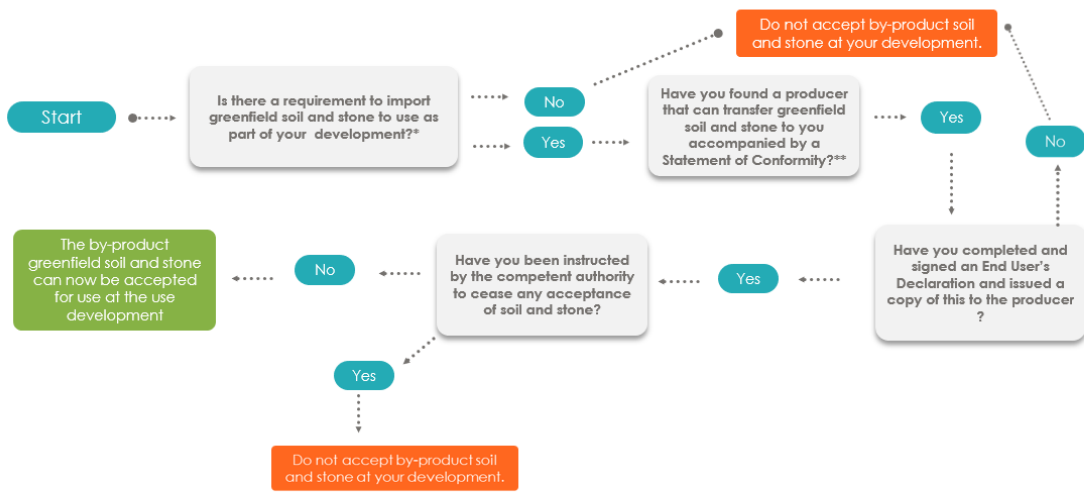 Do not accept by-product soil
and stone at your development.
Start
Is there a requirement to import
greenfield soil and stone to use as
part of your development?*
No
Yes
Have you found a producer
that can transfer greenfield
soil and stone to you
accompanied by a
Statement of Conformity?**
Yes
No
The by-product
greenfield soil and stone
can now be accepted
for use at the use
development
No
Have you been instructed
by the competent authority
to cease any acceptance
of soil and stone?
Yes
Have you completed and
signed an End User's
Declaration and issued a
copy of this to the producer
?
Yes
Do not accept by-product soil
and stone at your development.